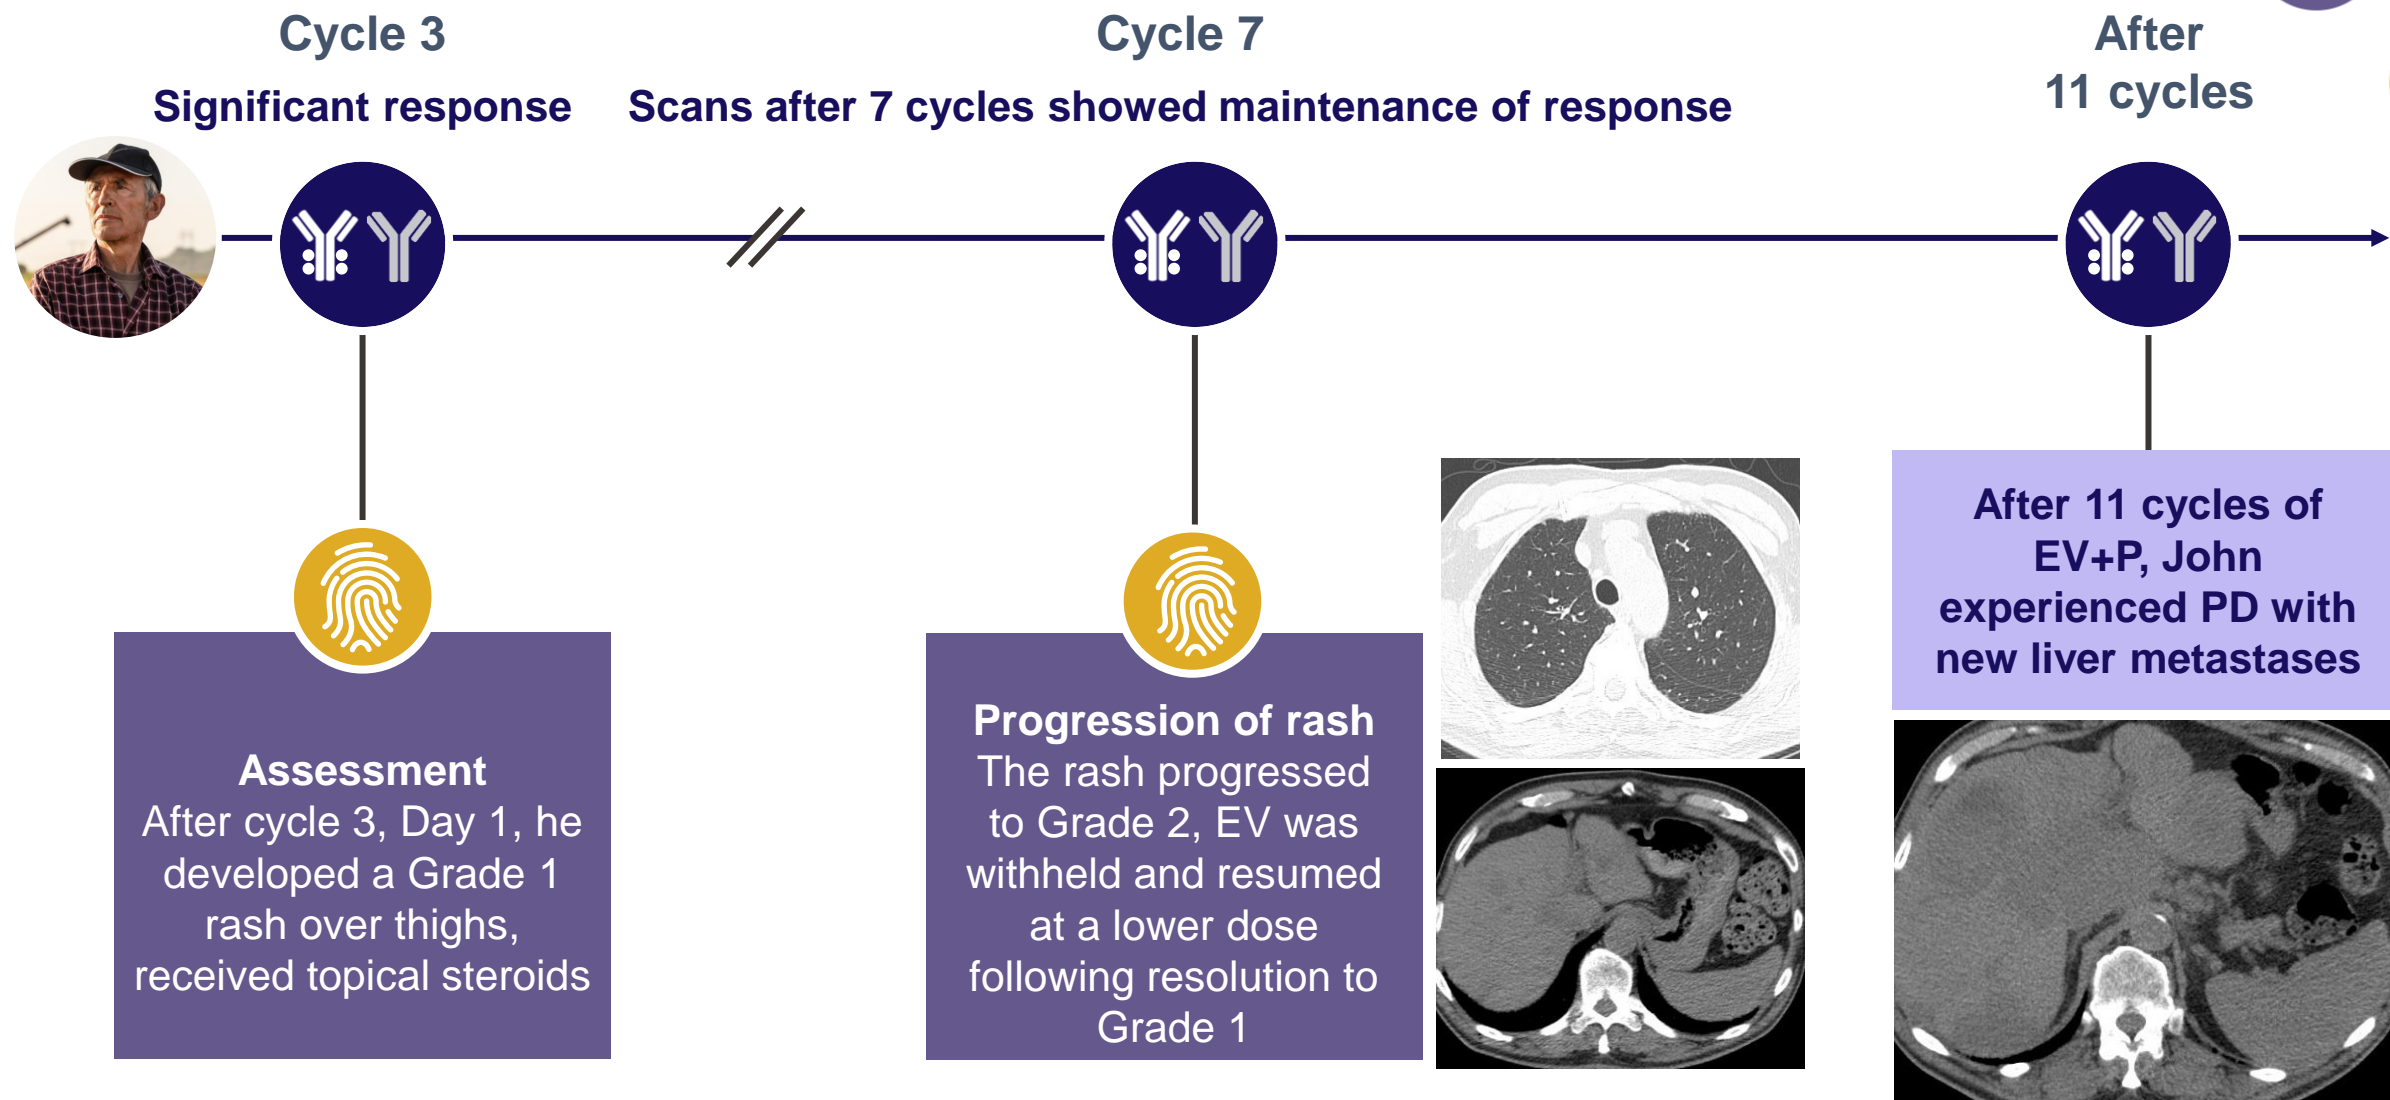 Cycle 3
Significant response
Cycle 7
Scans after 7 cycles showed maintenance of response
After
11 cycles
Assessment
After cycle 3, Day 1, he
developed a Grade 1
rash over thighs,
received topical steroids
Progression of rash
The rash progressed
to Grade 2, EV was
withheld and resumed
at a lower dose
following resolution to
Grade 1
After 11 cycles of
EV+P, John
experienced PD with
new liver metastases